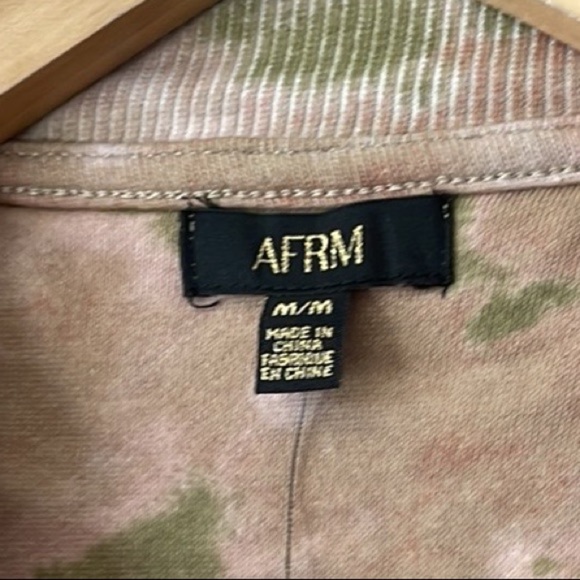 AFRM
M/M
MADE IN
CHINA
FABRIQUE
EN CHINE